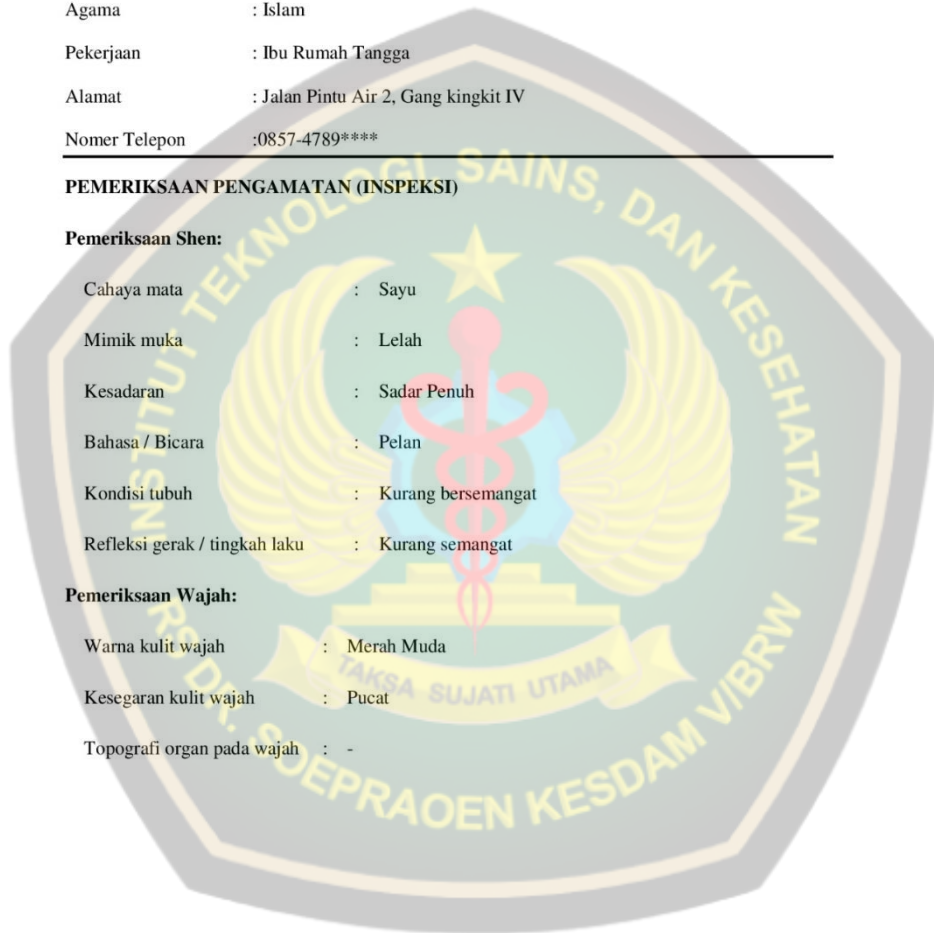 Agama : Islam
Pekerjaan : Ibu Rumah Tangga
Alamat : Jalan Pintu Air 2, Gang kingkit IV
Nomer Telepon :0857-4789****
PEMERIKSAAN PENGAMATAN (INSPEKSI)
Pemeriksaan Shen:
Cahaya mata : Sayu
Mimik muka : Lelah
Kesadaran : Sadar Penuh
Bahasa / Bicara : Pelan
Kondisi tubuh : Kurang bersemangat
Refleksi gerak / tingkah laku : Kurang semangat
Pemeriksaan Wajah:
Warna kulit wajah : Merah Muda
Kesegaran kulit wajah : Pucat
Topografi organ pada wajah : -
INSTITUT TEKNOLOGI, SAINS, DAN KESEHATAN
TAKSA SUJATI UTAMA
RS DR. SOEPRAOEN KESDAM V/BRW